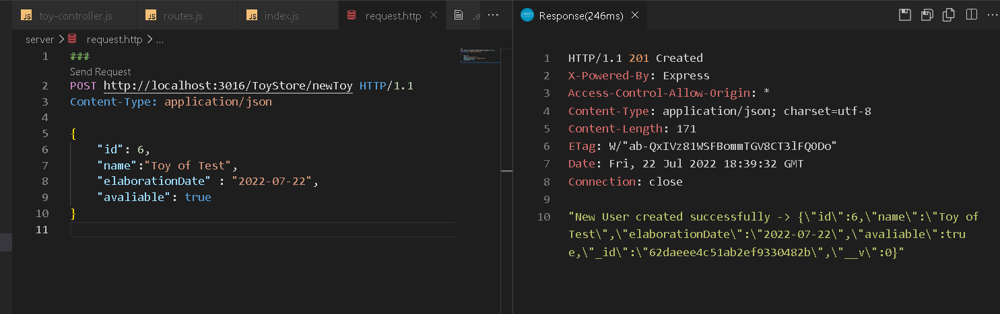 toy-controller.js
routes.js
index.js
request.http
.e
server > request.http > ...
1 ###
Send Request
2 POST http://localhost:3016/ToyStore/newToy HTTP/1.1
3 Content-Type: application/json
4
5 {
6 "id": 6,
7 "name":"Toy of Test",
8 "elaborationDate" : "2022-07-22",
9 "avaliable": true
10 }
11
Response(246ms)
1 HTTP/1.1 201 Created
2 X-Powered-By: Express
3 Access-Control-Allow-Origin: *
4 Content-Type: application/json; charset=utf-8
5 Content-Length: 171
6 ETag: W/"ab-QxIVz81WSFBommTGV8CT3lFQODo"
7 Date: Fri, 22 Jul 2022 18:39:32 GMT
8 Connection: close
9
10 "New User created successfully -> {\"id\":6,\"name\":\"Toy of
Test\",\"elaborationDate\":\"2022-07-22\",\"avaliable\":tru
e,\"_id\":\"62daeee4c51ab2ef9330482b\",\"__v\":0}"